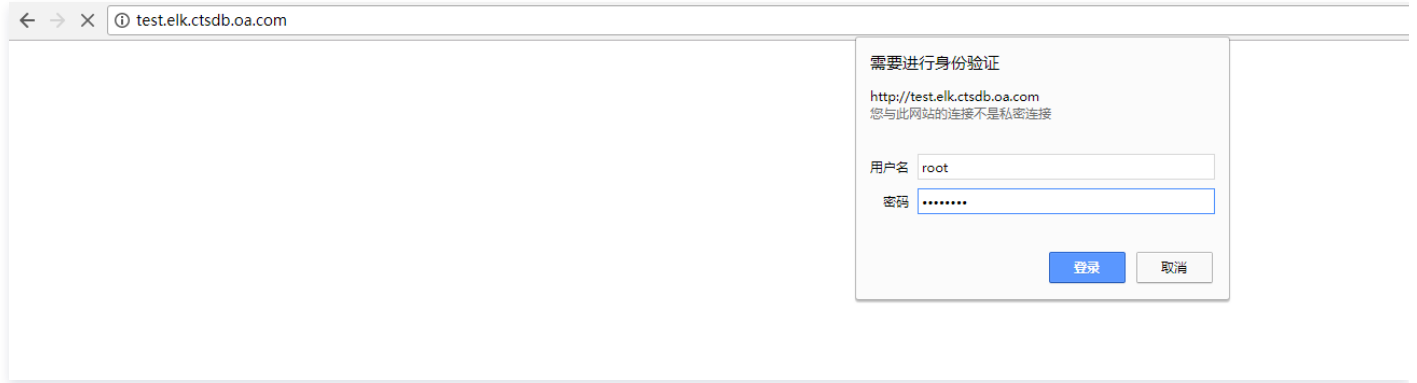 test.elk.ctsdb.oa.com
需要进行身份验证
http://test.elk.ctsdb.oa.com
您与此网站的连接不是私密连接
用户名 root
密码 ••••••••
登录 取消